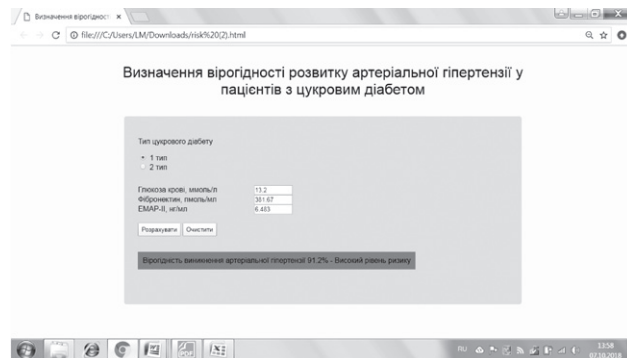 Визначення вірогідност
file:///C:/Users/LM/Downloads/risk%20(2).html
Визначення вірогідності розвитку артеріальної гіпертензії у
пацієнтів з цукровим діабетом
Тип цукрового діабету
1 тип
2 тип
Глюкоза крові, ммоль/л 13.2
Фібронектин, пмоль/мл 381.67
ЕМАР-ІІ, нг/мл 6.483
Розрахувати Очистити
Вірогідність виникнення артеріальної гіпертензії 91.2% - Високий рівень ризику
RU 13:58
07.10.2018